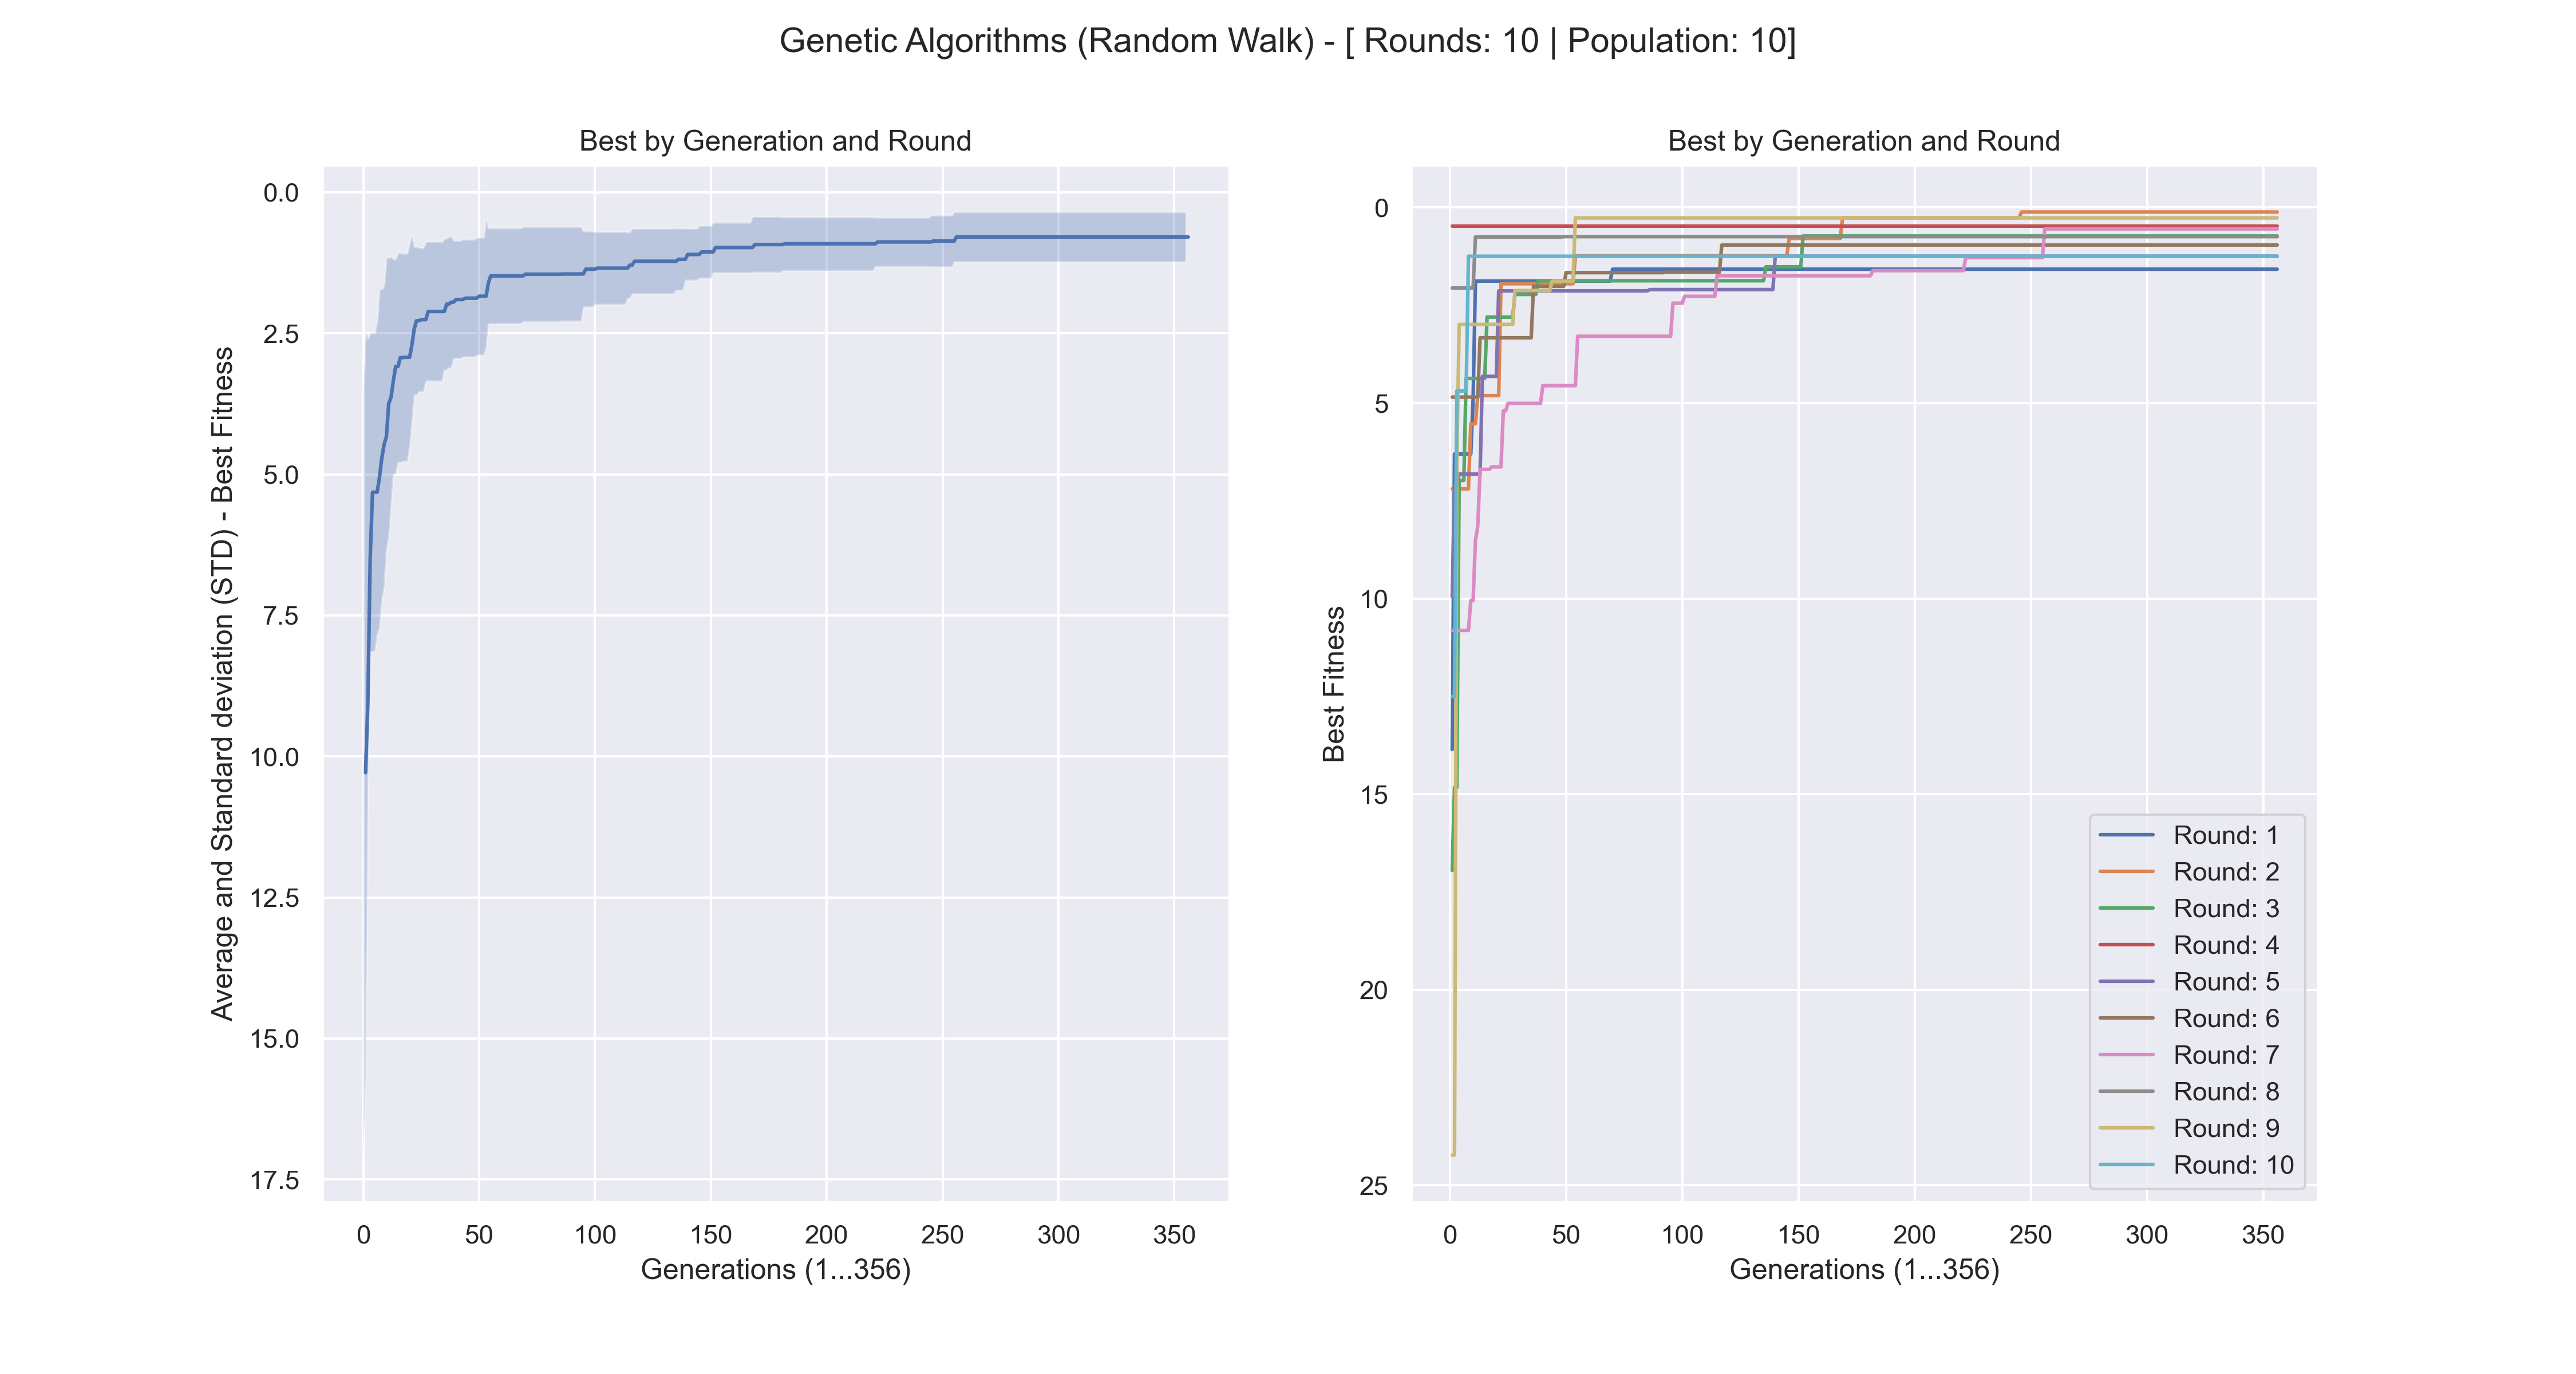 Genetic Algorithms (Random Walk) - [ Rounds: 10 | Population: 10]
Best by Generation and Round
Average and Standard deviation (STD) - Best Fitness
0.0
2.5
5.0
7.5
10.0
12.5
15.0
17.5
0 50 100 150 200 250 300 350
Generations (1...356)
Best by Generation and Round
Best Fitness
0
5
10
15
20
25
Round: 1
Round: 2
Round: 3
Round: 4
Round: 5
Round: 6
Round: 7
Round: 8
Round: 9
Round: 10
0 50 100 150 200 250 300 350
Generations (1...356)